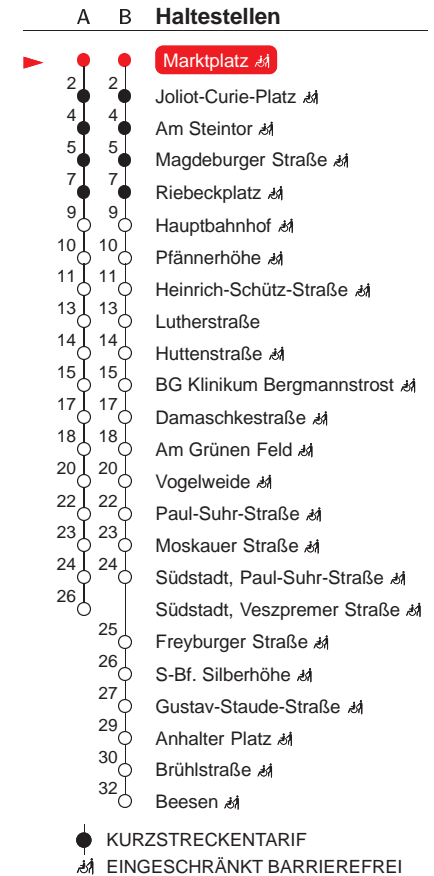 A B Haltestellen
Marktplatz
2 2 Joliot-Curie-Platz
4 4 Am Steintor
5 5 Magdeburger Straße
7 7 Riebeckplatz
9 9 Hauptbahnhof
10 10 Pfännerhöhe
11 11 Heinrich-Schütz-Straße
13 13 Lutherstraße
14 14 Huttenstraße
15 15 BG Klinikum Bergmannstrost
17 17 Damaschkestraße
18 18 Am Grünen Feld
20 20 Vogelweide
22 22 Paul-Suhr-Straße
23 23 Moskauer Straße
24 24 Südstadt, Paul-Suhr-Straße
26 Südstadt, Veszpremer Straße
25 Freyburger Straße
26 S-Bf. Silberhöhe
27 Gustav-Staude-Straße
29 Anhalter Platz
30 Brühlstraße
32 Beesen
KURZSTRECKENTARIF
EINGESCHRÄNKT BARRIEREFREI